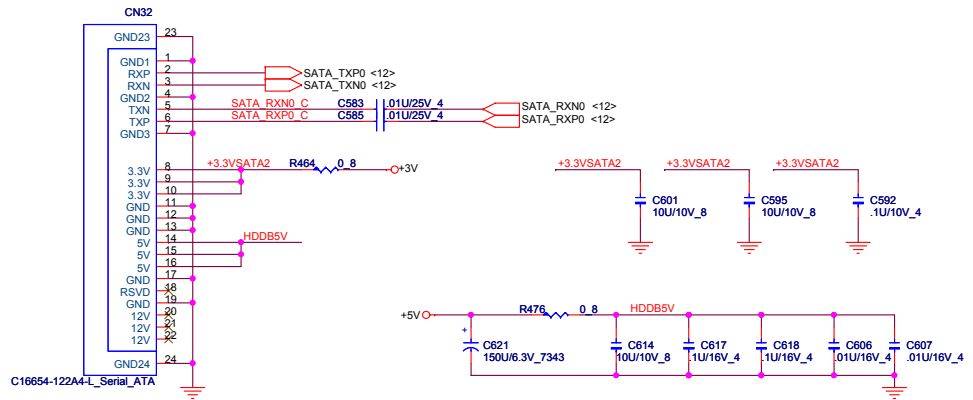 CN32
GND23 23
GND1 1
RXP 2 SATA_TXP0 <12>
RXN 3 SATA_TXN0 <12>
GND2 4
TXN 5 SATA_RXN0_C C583 .01U/25V_4 SATA_RXN0 <12>
TXP 6 SATA_RXP0_C C585 .01U/25V_4 SATA_RXP0 <12>
GND3 7
3.3V 8 +3.3VSATA2 R464 0_8 +3V
3.3V 9
3.3V 10
GND 11
GND 12
GND 13
5V 14 HDDB5V
5V 15
5V 16
GND 17
RSVD 18
GND 19
12V 20
12V 21
12V 22
GND24 24
C16654-122A4-L_Serial_ATA
+3.3VSATA2 +3.3VSATA2 +3.3VSATA2
C601 C595 C592
10U/10V_8 10U/10V_8 .1U/10V_4
+5V R476 0_8 HDDB5V
+
C621 C614 C617 C618 C606 C607
150U/6.3V_7343 10U/10V_8 .1U/16V_4 .1U/16V_4 .01U/16V_4 .01U/16V_4